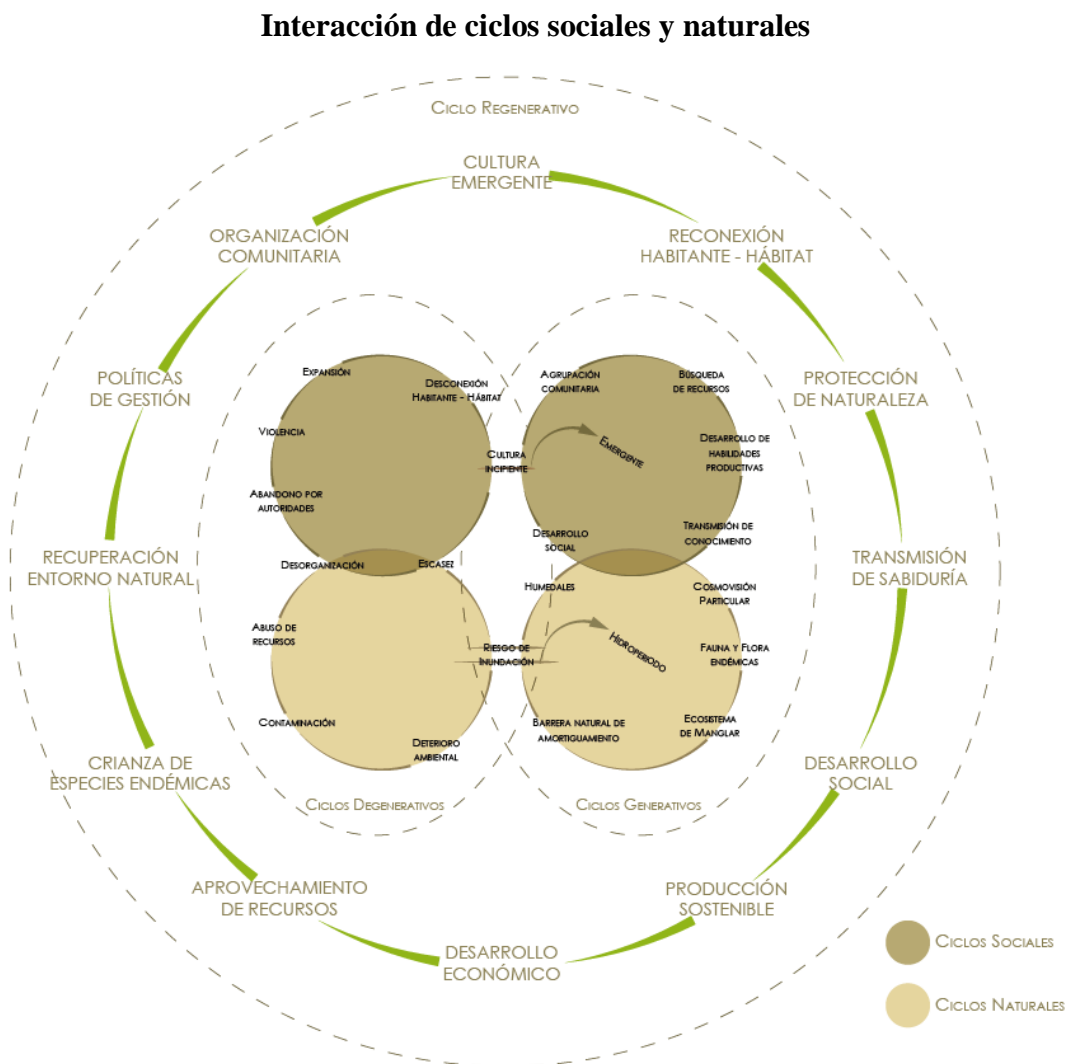 Interacción de ciclos sociales y naturales
Ciclo Regenerativo
CULTURA
EMERGENTE
RECONEXIÓN
HABITANTE - HÁBITAT
PROTECCIÓN
DE NATURALEZA
TRANSMISIÓN
DE SABIDURÍA
DESARROLLO
SOCIAL
PRODUCCIÓN
SOSTENIBLE
DESARROLLO
ECONÓMICO
APROVECHAMIENTO
DE RECURSOS
CRIANZA DE
ESPECIES ENDÉMICAS
RECUPERACIÓN
ENTORNO NATURAL
POLÍTICAS
DE GESTIÓN
ORGANIZACIÓN
COMUNITARIA
Expansión
Desconexión
Habitante - Hábitat
Violencia
Abandono por
autoridades
Desorganización
Escasez
Abuso de
recursos
Contaminación
Deterioro
ambiental
Ciclos Degenerativos
Cultura
incipiente
Riesgo de
Inundación
Agrupación
comunitaria
Búsqueda
de recursos
Emergente
Desarrollo de
habilidades
productivas
Desarrollo
social
Transmisión de
conocimiento
Humedales
Cosmovisión
Particular
Hidroperiodo
Fauna y Flora
endémicas
Barrera natural de
amortiguamiento
Ecosistema
de Manglar
Ciclos Generativos
Ciclos Sociales
Ciclos Naturales